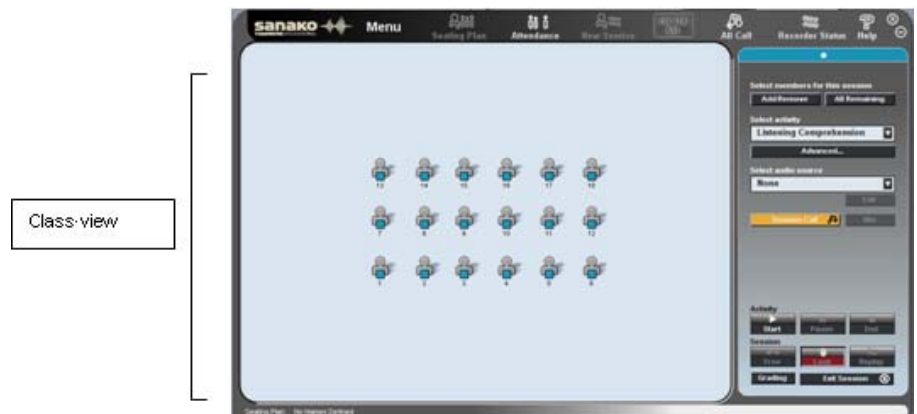 sanako Menu Seating Plan Attendance New Session All Call Recorder Status Help
Select members for this session
Add/Remove All Remaining
Select activity
Listening Comprehension
Advanced...
Select audio source
None
Edit
13 14 15 16 17 18
Class view
Session Call
7 8 9 10 11 12
1 2 3 4 5 6
Activity
Start Pause End
Session
Lock Replay
Grading Exit Session
Seating Plan: No Names Defined